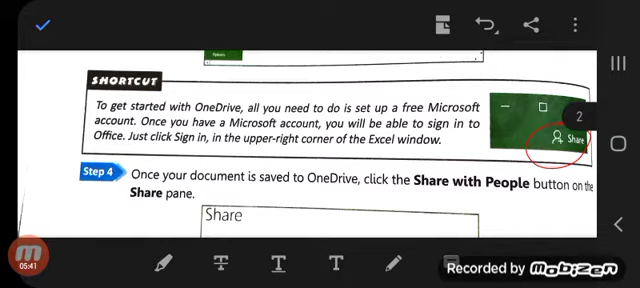 SHORTCUT
To get started with OneDrive, all you need to do is set up a free Microsoft
account. Once you have a Microsoft account, you will be able to sign in to
Office. Just click Sign in, in the upper-right corner of the Excel window.
2
Share
Step 4 Once your document is saved to OneDrive, click the Share with People button on the
Share pane.
Share
05:41
T T T
Recorded by mobizen